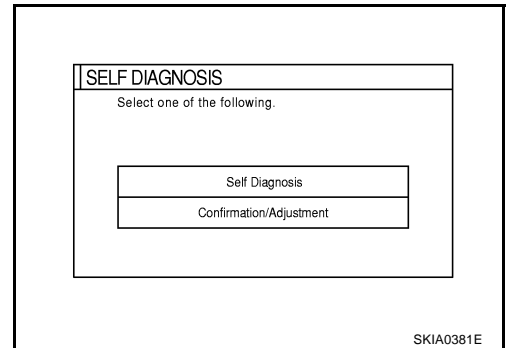 SELF DIAGNOSIS
Select one of the following.
Self Diagnosis
Confirmation/Adjustment
SKIA0381E